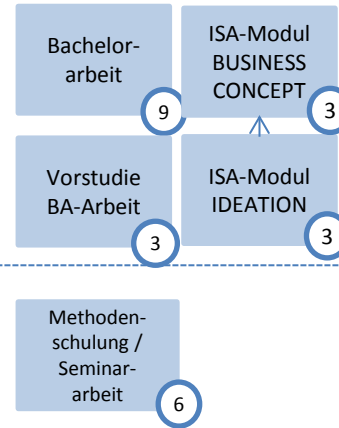 Bachelor-
arbeit
9
ISA-Modul
BUSINESS
CONCEPT
3
Vorstudie
BA-Arbeit
3
ISA-Modul
IDEATION
3
Methoden-
schulung /
Seminar-
arbeit
6